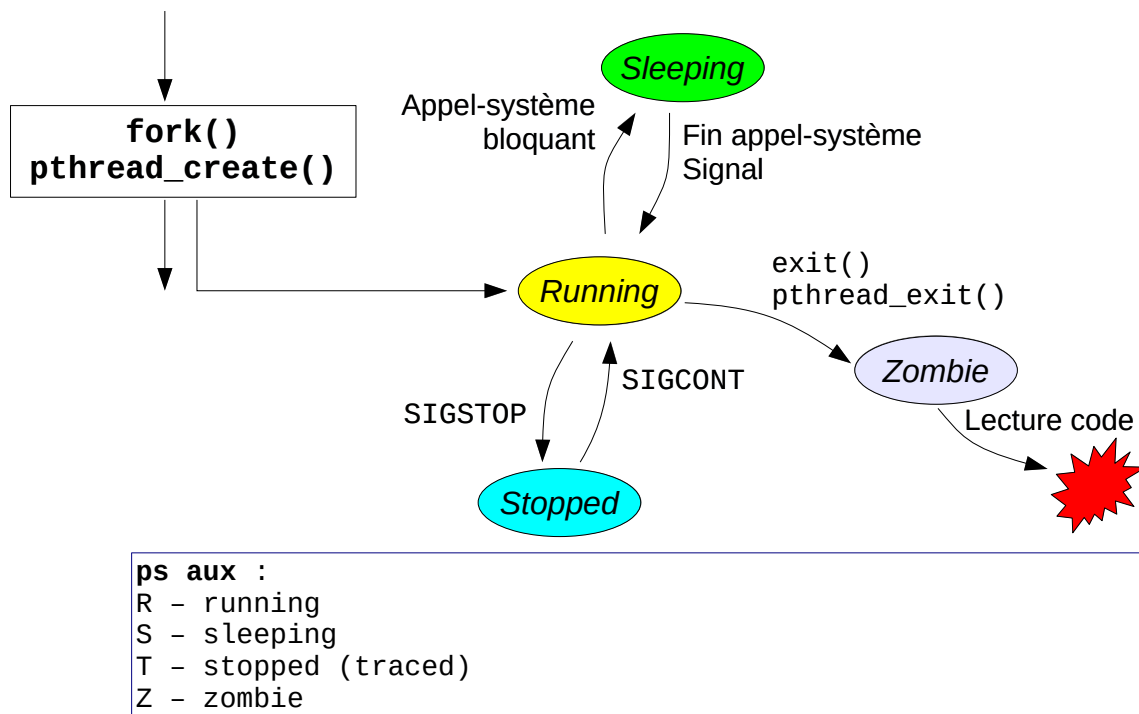 Sleeping
Appel-système
bloquant
Fin appel-système
Signal
fork()
pthread_create()
Running
exit()
pthread_exit()
Zombie
SIGCONT
SIGSTOP
Lecture code
Stopped
ps aux :
R – running
S – sleeping
T – stopped (traced)
Z – zombie